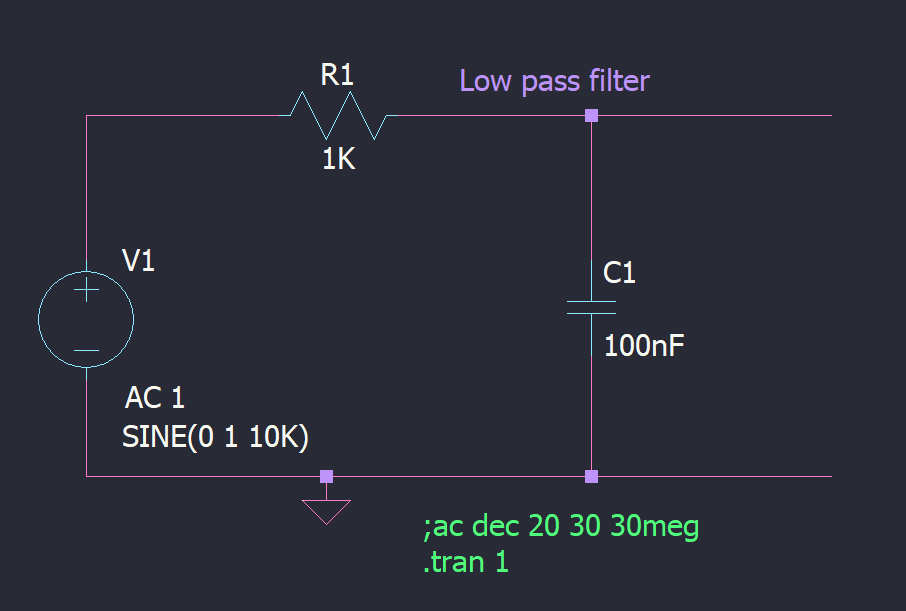 R1
Low pass filter
1K
V1
C1
100nF
AC 1
SINE(0 1 10K)
;ac dec 20 30 30meg
.tran 1